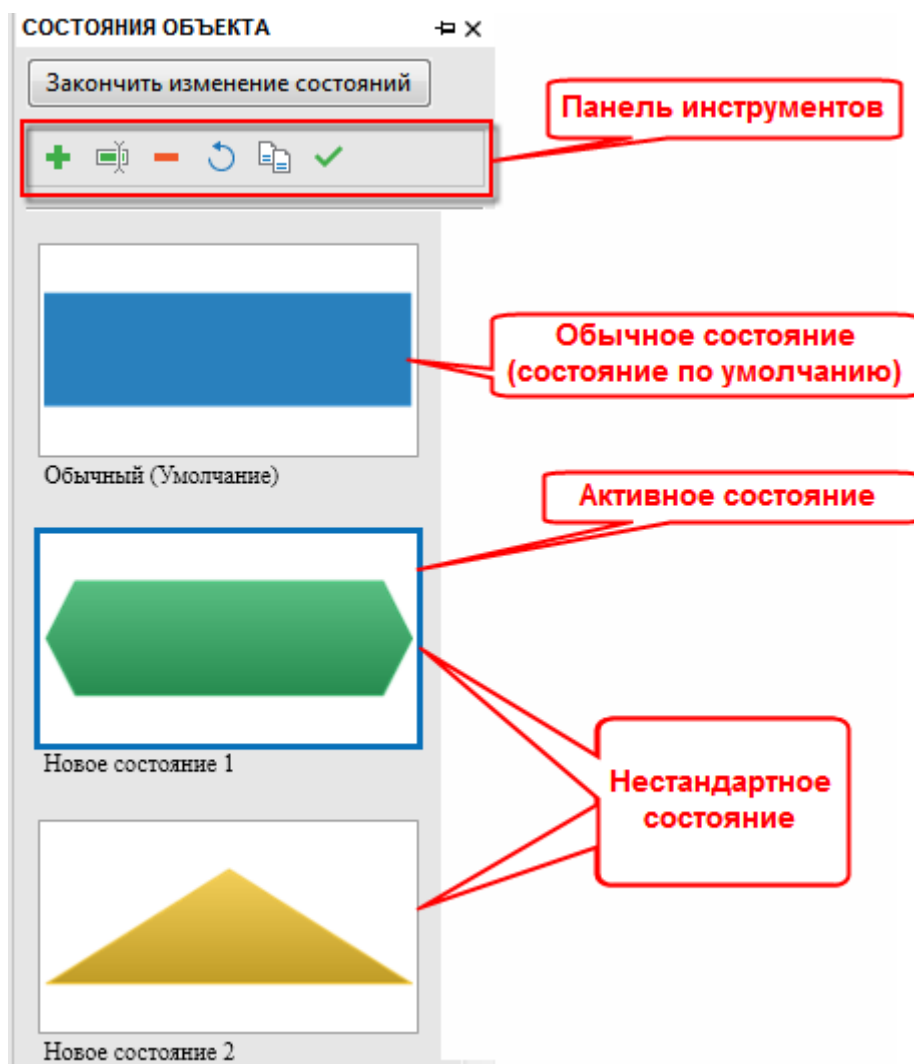 СОСТОЯНИЯ ОБЪЕКТА
Закончить изменение состояний
Панель инструментов
Обычное состояние
(состояние по умолчанию)
Обычный (Умолчание)
Активное состояние
Новое состояние 1
Нестандартное
состояние
Новое состояние 2